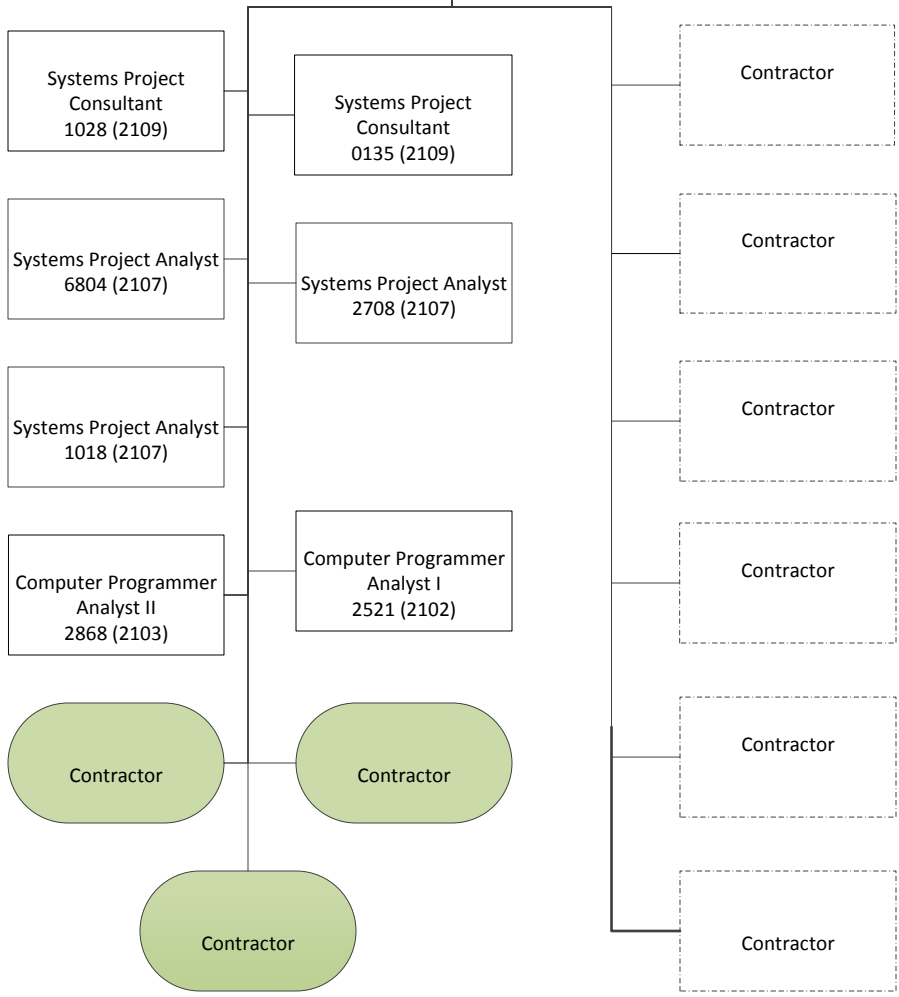 Systems Project
Consultant
1028 (2109)
Systems Project
Consultant
0135 (2109)
Contractor
Systems Project Analyst
6804 (2107)
Systems Project Analyst
2708 (2107)
Contractor
Systems Project Analyst
1018 (2107)
Contractor
Computer Programmer
Analyst II
2868 (2103)
Computer Programmer
Analyst I
2521 (2102)
Contractor
Contractor
Contractor
Contractor
Contractor
Contractor